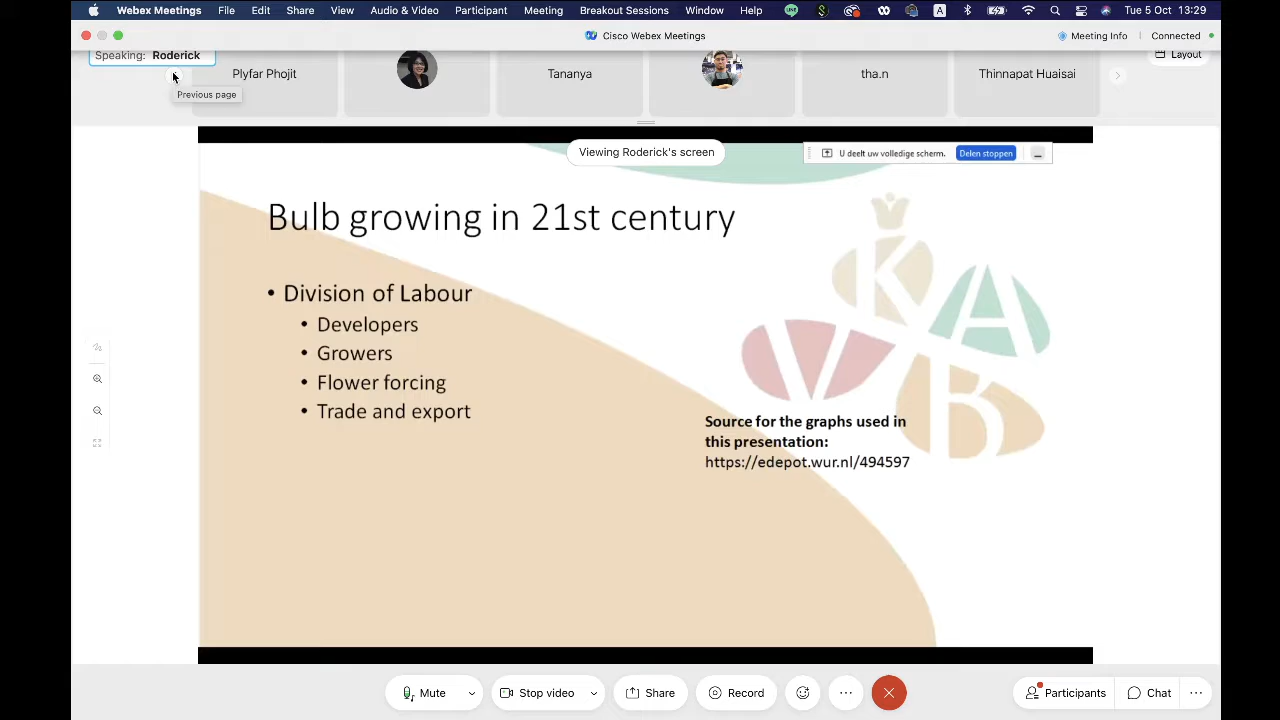 Webex Meetings File Edit Share View Audio & Video Participant Meeting Breakout Sessions Window Help A Tue 5 Oct 13:29
Cisco Webex Meetings Meeting Info Connected
Speaking: Roderick
Layout
Plyfar Phojit Tananya tha.n Thinnapat Huaisai
Previous page
Viewing Roderick's screen
U deelt uw volledige scherm. Delen stoppen
Bulb growing in 21st century
• Division of Labour
• Developers
• Growers
• Flower forcing
• Trade and export
K
A
V
B
Source for the graphs used in
this presentation:
https://edepot.wur.nl/494597
Mute Stop video Share Record Participants Chat